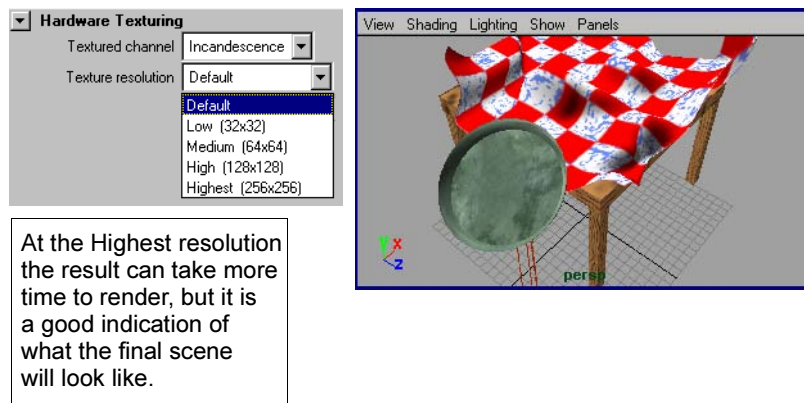 Hardware Texturing
Textured channel Incandescence
Texture resolution Default
Default
Low (32x32)
Medium (64x64)
High (128x128)
Highest (256x256)
At the Highest resolution
the result can take more
time to render, but it is
a good indication of
what the final scene
will look like.
View Shading Lighting Show Panels
y x
z
persp